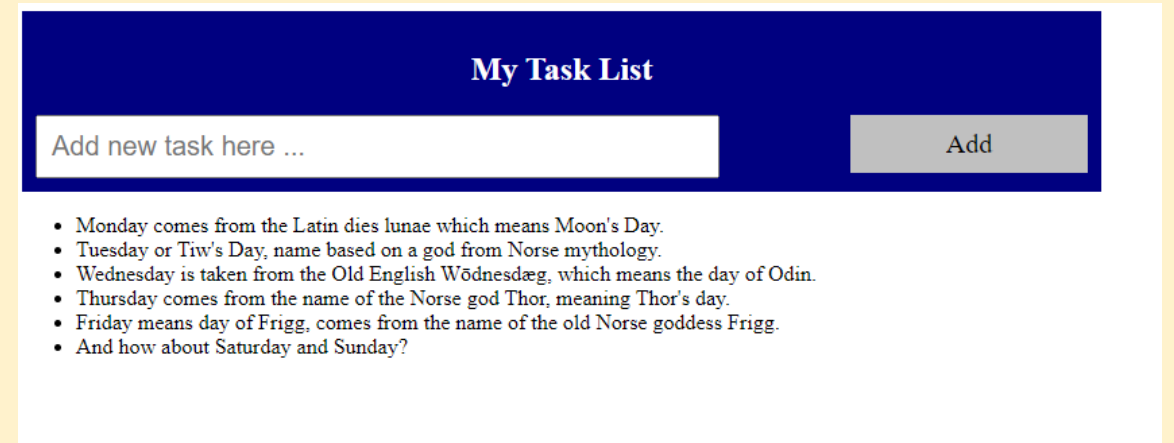 My Task List
Add new task here ...
Add
Monday comes from the Latin dies lunae which means Moon's Day.
Tuesday or Tiw's Day, name based on a god from Norse mythology.
Wednesday is taken from the Old English Wōdnesdæg, which means the day of Odin.
Thursday comes from the name of the Norse god Thor, meaning Thor's day.
Friday means day of Frigg, comes from the name of the old Norse goddess Frigg.
And how about Saturday and Sunday?